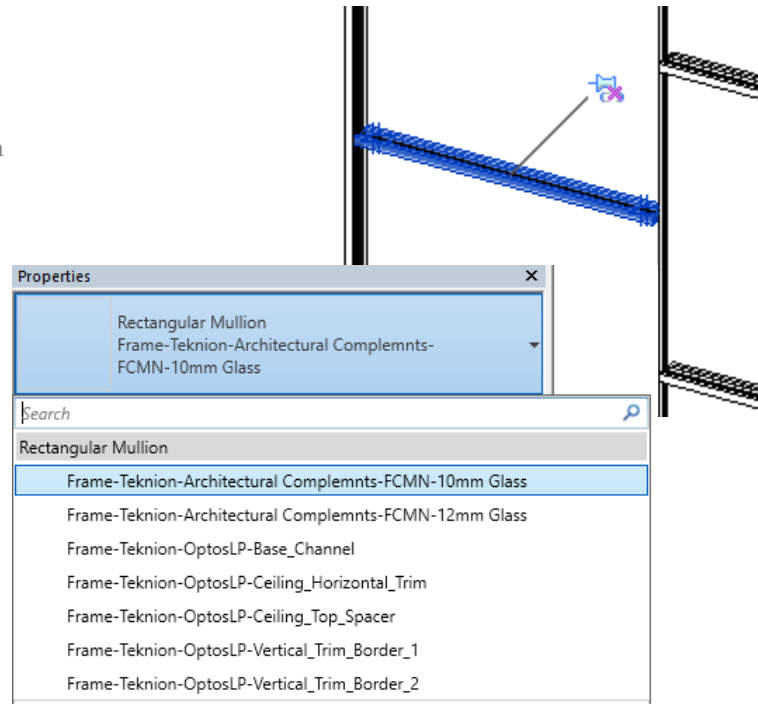 Properties
Rectangular Mullion
Frame-Teknion-Architectural Complemnts-
FCMN-10mm Glass
Search
Rectangular Mullion
Frame-Teknion-Architectural Complemnts-FCMN-10mm Glass
Frame-Teknion-Architectural Complemnts-FCMN-12mm Glass
Frame-Teknion-OptosLP-Base_Channel
Frame-Teknion-OptosLP-Ceiling_Horizontal_Trim
Frame-Teknion-OptosLP-Ceiling_Top_Spacer
Frame-Teknion-OptosLP-Vertical_Trim_Border_1
Frame-Teknion-OptosLP-Vertical_Trim_Border_2